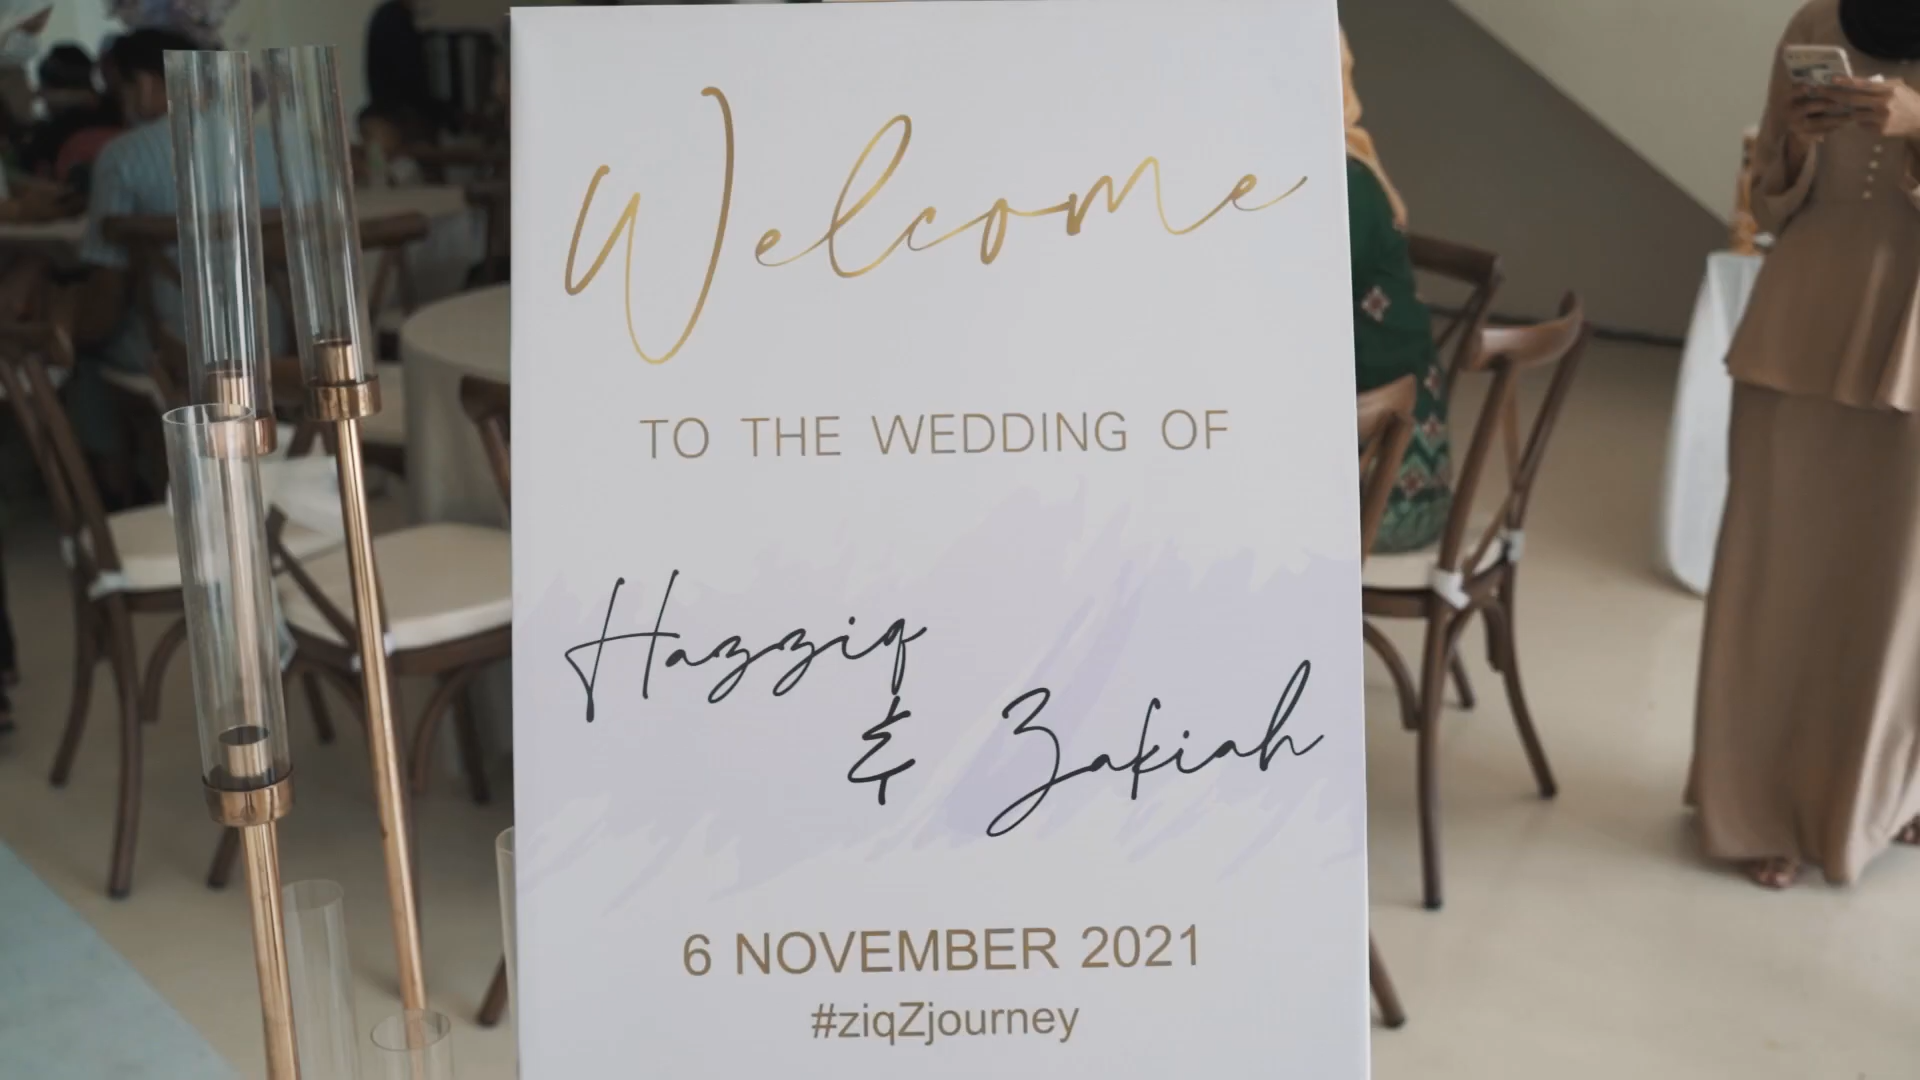 Welcome
TO THE WEDDING OF
Hazziq
& Zakiah
6 NOVEMBER 2021
#ziqZjourney